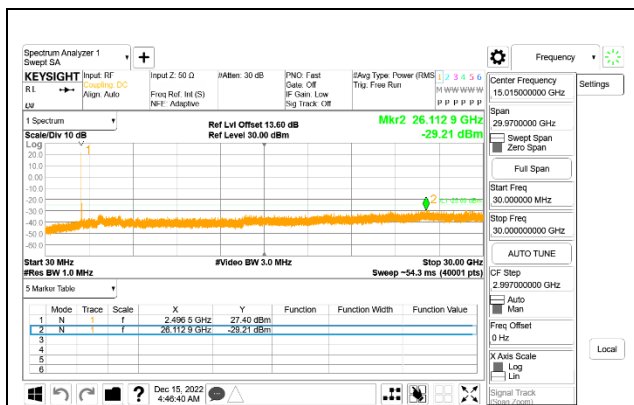 Spectrum Analyzer 1
Swept SA
KEYSIGHT
R L
Input: RF
Coupling: DC
Align: Auto
Input Z: 50 Ω
Freq Ref: Int (S)
NFE: Adaptive
#Atten: 30 dB
PNO: Fast
Gate: Off
IF Gain: Low
Sig Track: Off
#Avg Type: Power (RMS
Trig: Free Run
1 2 3 4 5 6
M W W W W W
P P P P P P
1 Spectrum
Scale/Div 10 dB
Ref Lvl Offset 13.60 dB
Ref Level 30.00 dBm
Mkr2 26.112 9 GHz
-29.21 dBm
Log
20.0
10.0
0.00
-10.0
-20.0
-30.0
-40.0
-50.0
-60.0
1
2
Start 30 MHz
#Res BW 1.0 MHz
#Video BW 3.0 MHz
Stop 30.00 GHz
Sweep ~54.3 ms (40001 pts)
5 Marker Table
Mode Trace Scale X Y Function Function Width Function Value
1 N 1 f 2.496 5 GHz 27.40 dBm
2 N 1 f 26.112 9 GHz -29.21 dBm
3
4
5
6
Dec 15, 2022
4:46:40 AM
Frequency
Settings
Center Frequency
15.015000000 GHz
Span
29.9700000 GHz
Swept Span
Zero Span
Full Span
Start Freq
30.000000 MHz
Stop Freq
30.000000000 GHz
AUTO TUNE
CF Step
2.997000000 GHz
Auto
Man
Freq Offset
0 Hz
X Axis Scale
Log
Lin
Signal Track
(Span Zoom)
Local